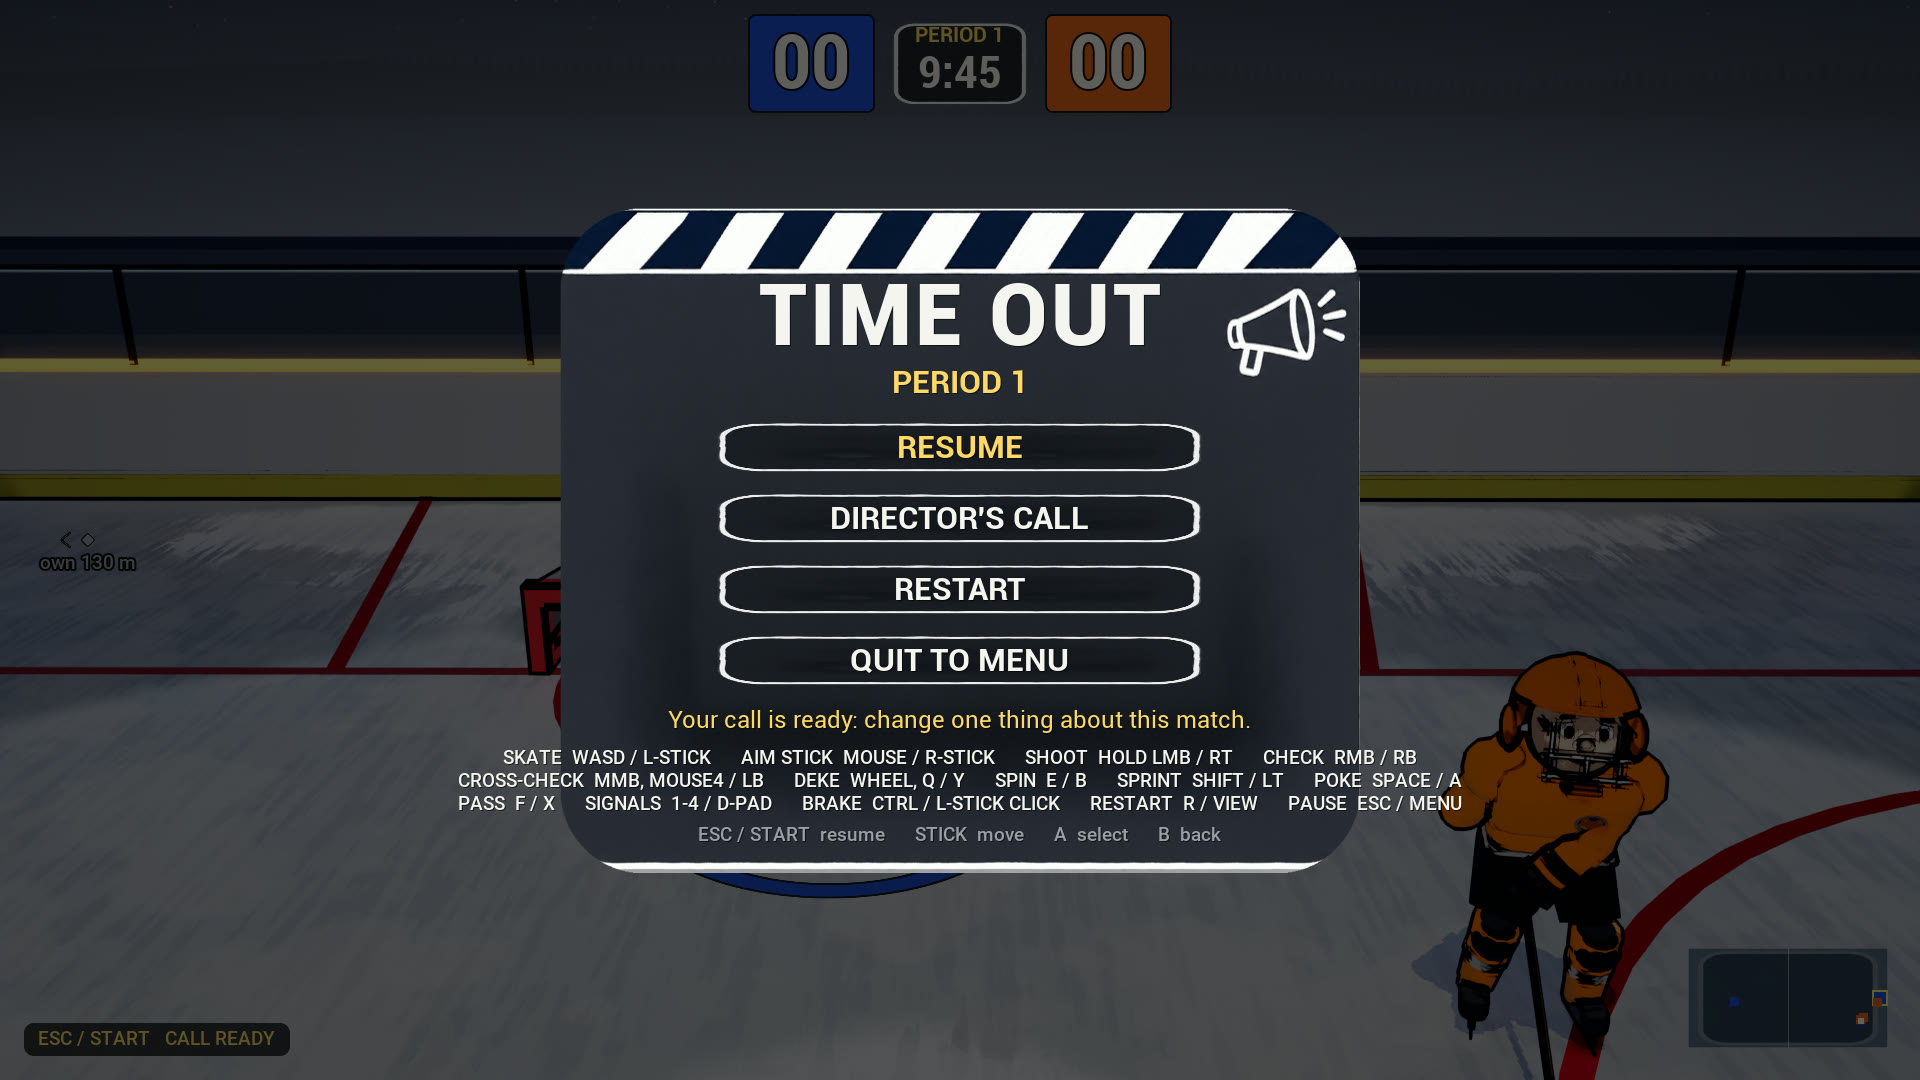 00
PERIOD 1
9:45
00
TIME OUT
PERIOD 1
RESUME
DIRECTOR'S CALL
RESTART
QUIT TO MENU
Your call is ready: change one thing about this match.
SKATE WASD / L-STICK AIM STICK MOUSE / R-STICK SHOOT HOLD LMB / RT CHECK RMB / RB
CROSS-CHECK MMB, MOUSE4 / LB DEKE WHEEL, Q / Y SPIN E / B SPRINT SHIFT / LT POKE SPACE / A
PASS F / X SIGNALS 1-4 / D-PAD BRAKE CTRL / L-STICK CLICK RESTART R / VIEW PAUSE ESC / MENU
ESC / START resume STICK move A select B back
own 130 m
ESC / START CALL READY